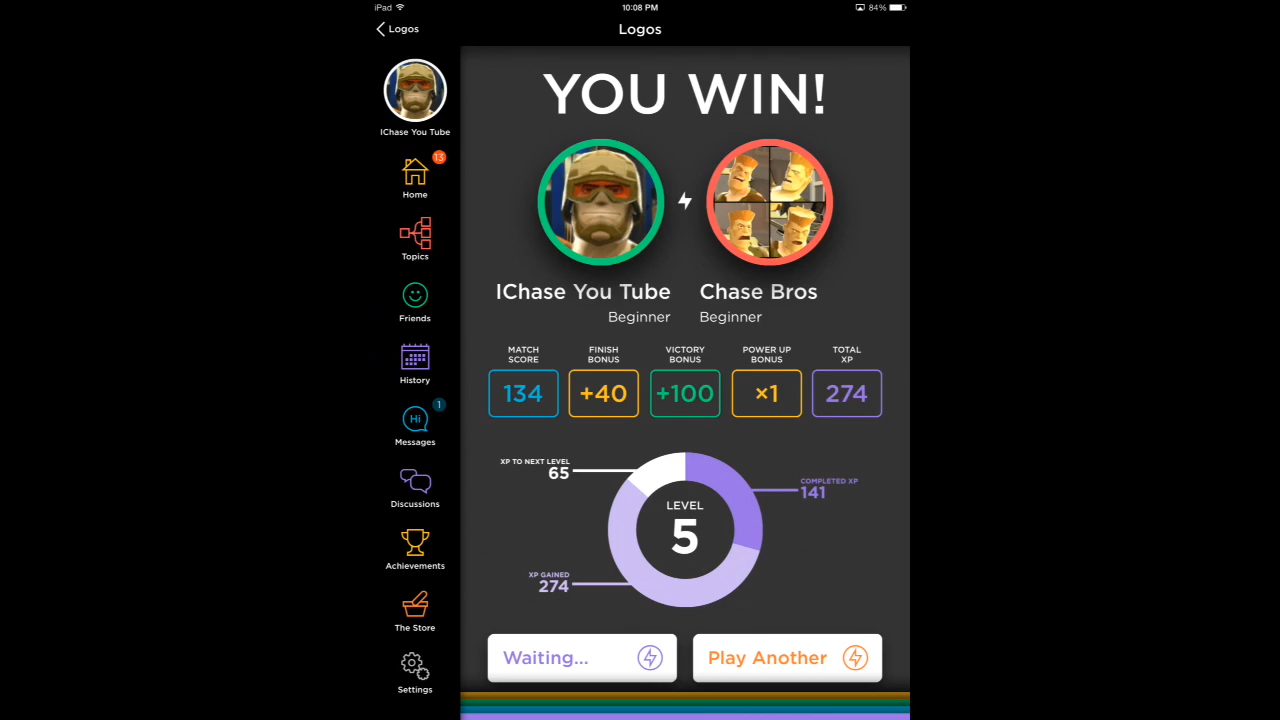 iPad
10:08 PM
84%
Logos
Logos
IChase You Tube
13
Home
Topics
Friends
History
1
Hi
Messages
Discussions
Achievements
The Store
Settings
YOU WIN!
IChase You Tube
Beginner
Chase Bros
Beginner
MATCH
SCORE
134
FINISH
BONUS
+40
VICTORY
BONUS
+100
POWER UP
BONUS
×1
TOTAL
XP
274
XP TO NEXT LEVEL
65
COMPLETED XP
141
LEVEL
5
XP GAINED
274
Waiting...
Play Another